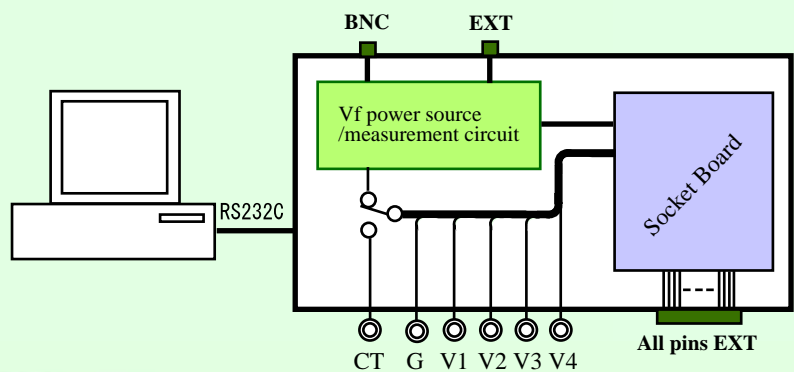 BNC
EXT
Vf power source
/measurement circuit
Socket Board
RS232C
CT
G
V1
V2
V3
V4
All pins EXT